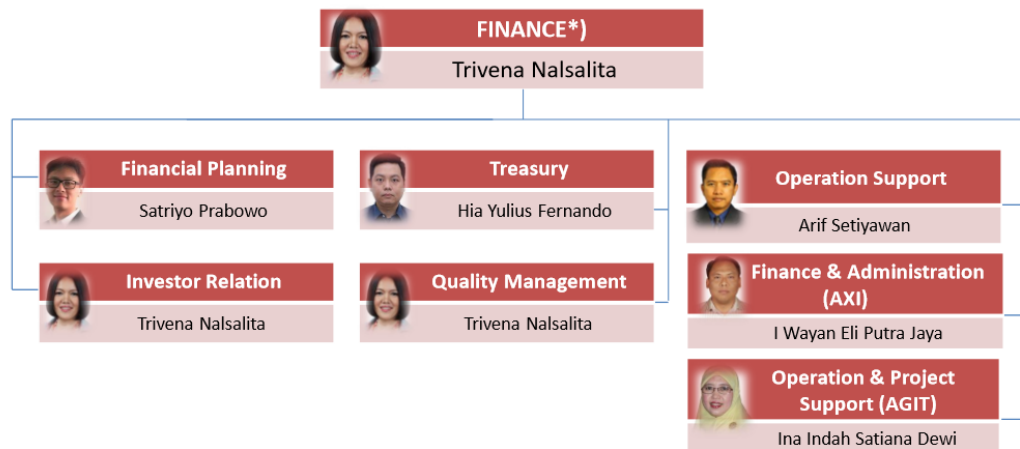 FINANCE*)
Trivena Nalsalita
Financial Planning
Satriyo Prabowo
Treasury
Hia Yulius Fernando
Operation Support
Arif Setiyawan
Investor Relation
Trivena Nalsalita
Quality Management
Trivena Nalsalita
Finance & Administration
(AXI)
I Wayan Eli Putra Jaya
Operation & Project
Support (AGIT)
Ina Indah Satiana Dewi